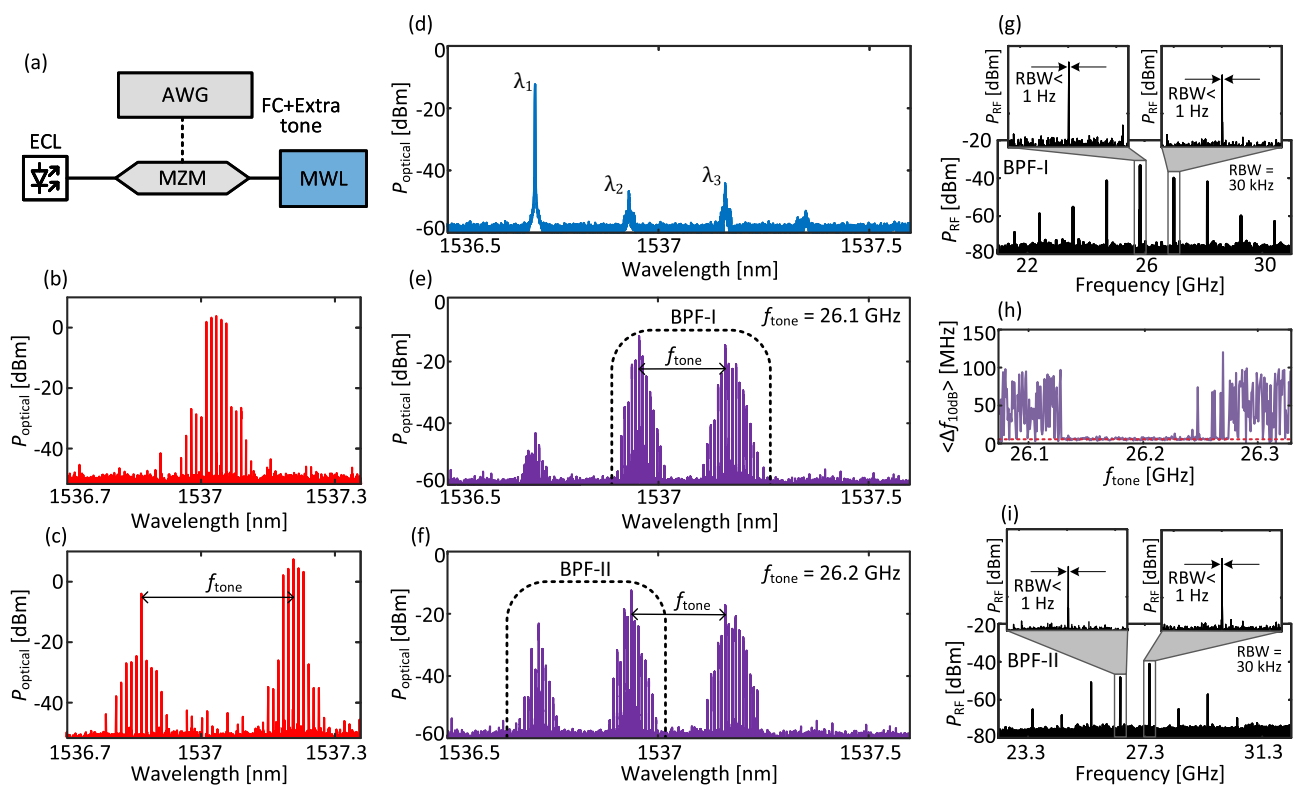 (a)
AWG
FC+Extra
tone
ECL
MZM
MWL
(b)
P_optical [dBm]
0
-20
-40
1536.7
1537
1537.3
Wavelength [nm]
(c)
P_optical [dBm]
0
-20
-40
f_tone
1536.7
1537
1537.3
Wavelength [nm]
(d)
P_optical [dBm]
0
-20
-40
-60
λ₁
λ₂
λ₃
1536.5
1537
1537.5
Wavelength [nm]
(e)
P_optical [dBm]
0
-20
-40
-60
BPF-I
f_tone = 26.1 GHz
f_tone
1536.5
1537
1537.5
Wavelength [nm]
(f)
P_optical [dBm]
0
-20
-40
-60
BPF-II
f_tone = 26.2 GHz
f_tone
1536.5
1537
1537.5
Wavelength [nm]
(g)
P_RF [dBm]
RBW<
1 Hz
P_RF [dBm]
RBW<
1 Hz
P_RF [dBm]
-20
-40
-60
-80
BPF-I
RBW =
30 kHz
22
26
30
Frequency [GHz]
(h)
<Δf_10dB> [MHz]
150
100
50
0
26.1
26.2
26.3
f_tone [GHz]
(i)
P_RF [dBm]
RBW<
1 Hz
P_RF [dBm]
RBW<
1 Hz
P_RF [dBm]
-20
-40
-60
-80
BPF-II
RBW =
30 kHz
23.3
27.3
31.3
Frequency [GHz]